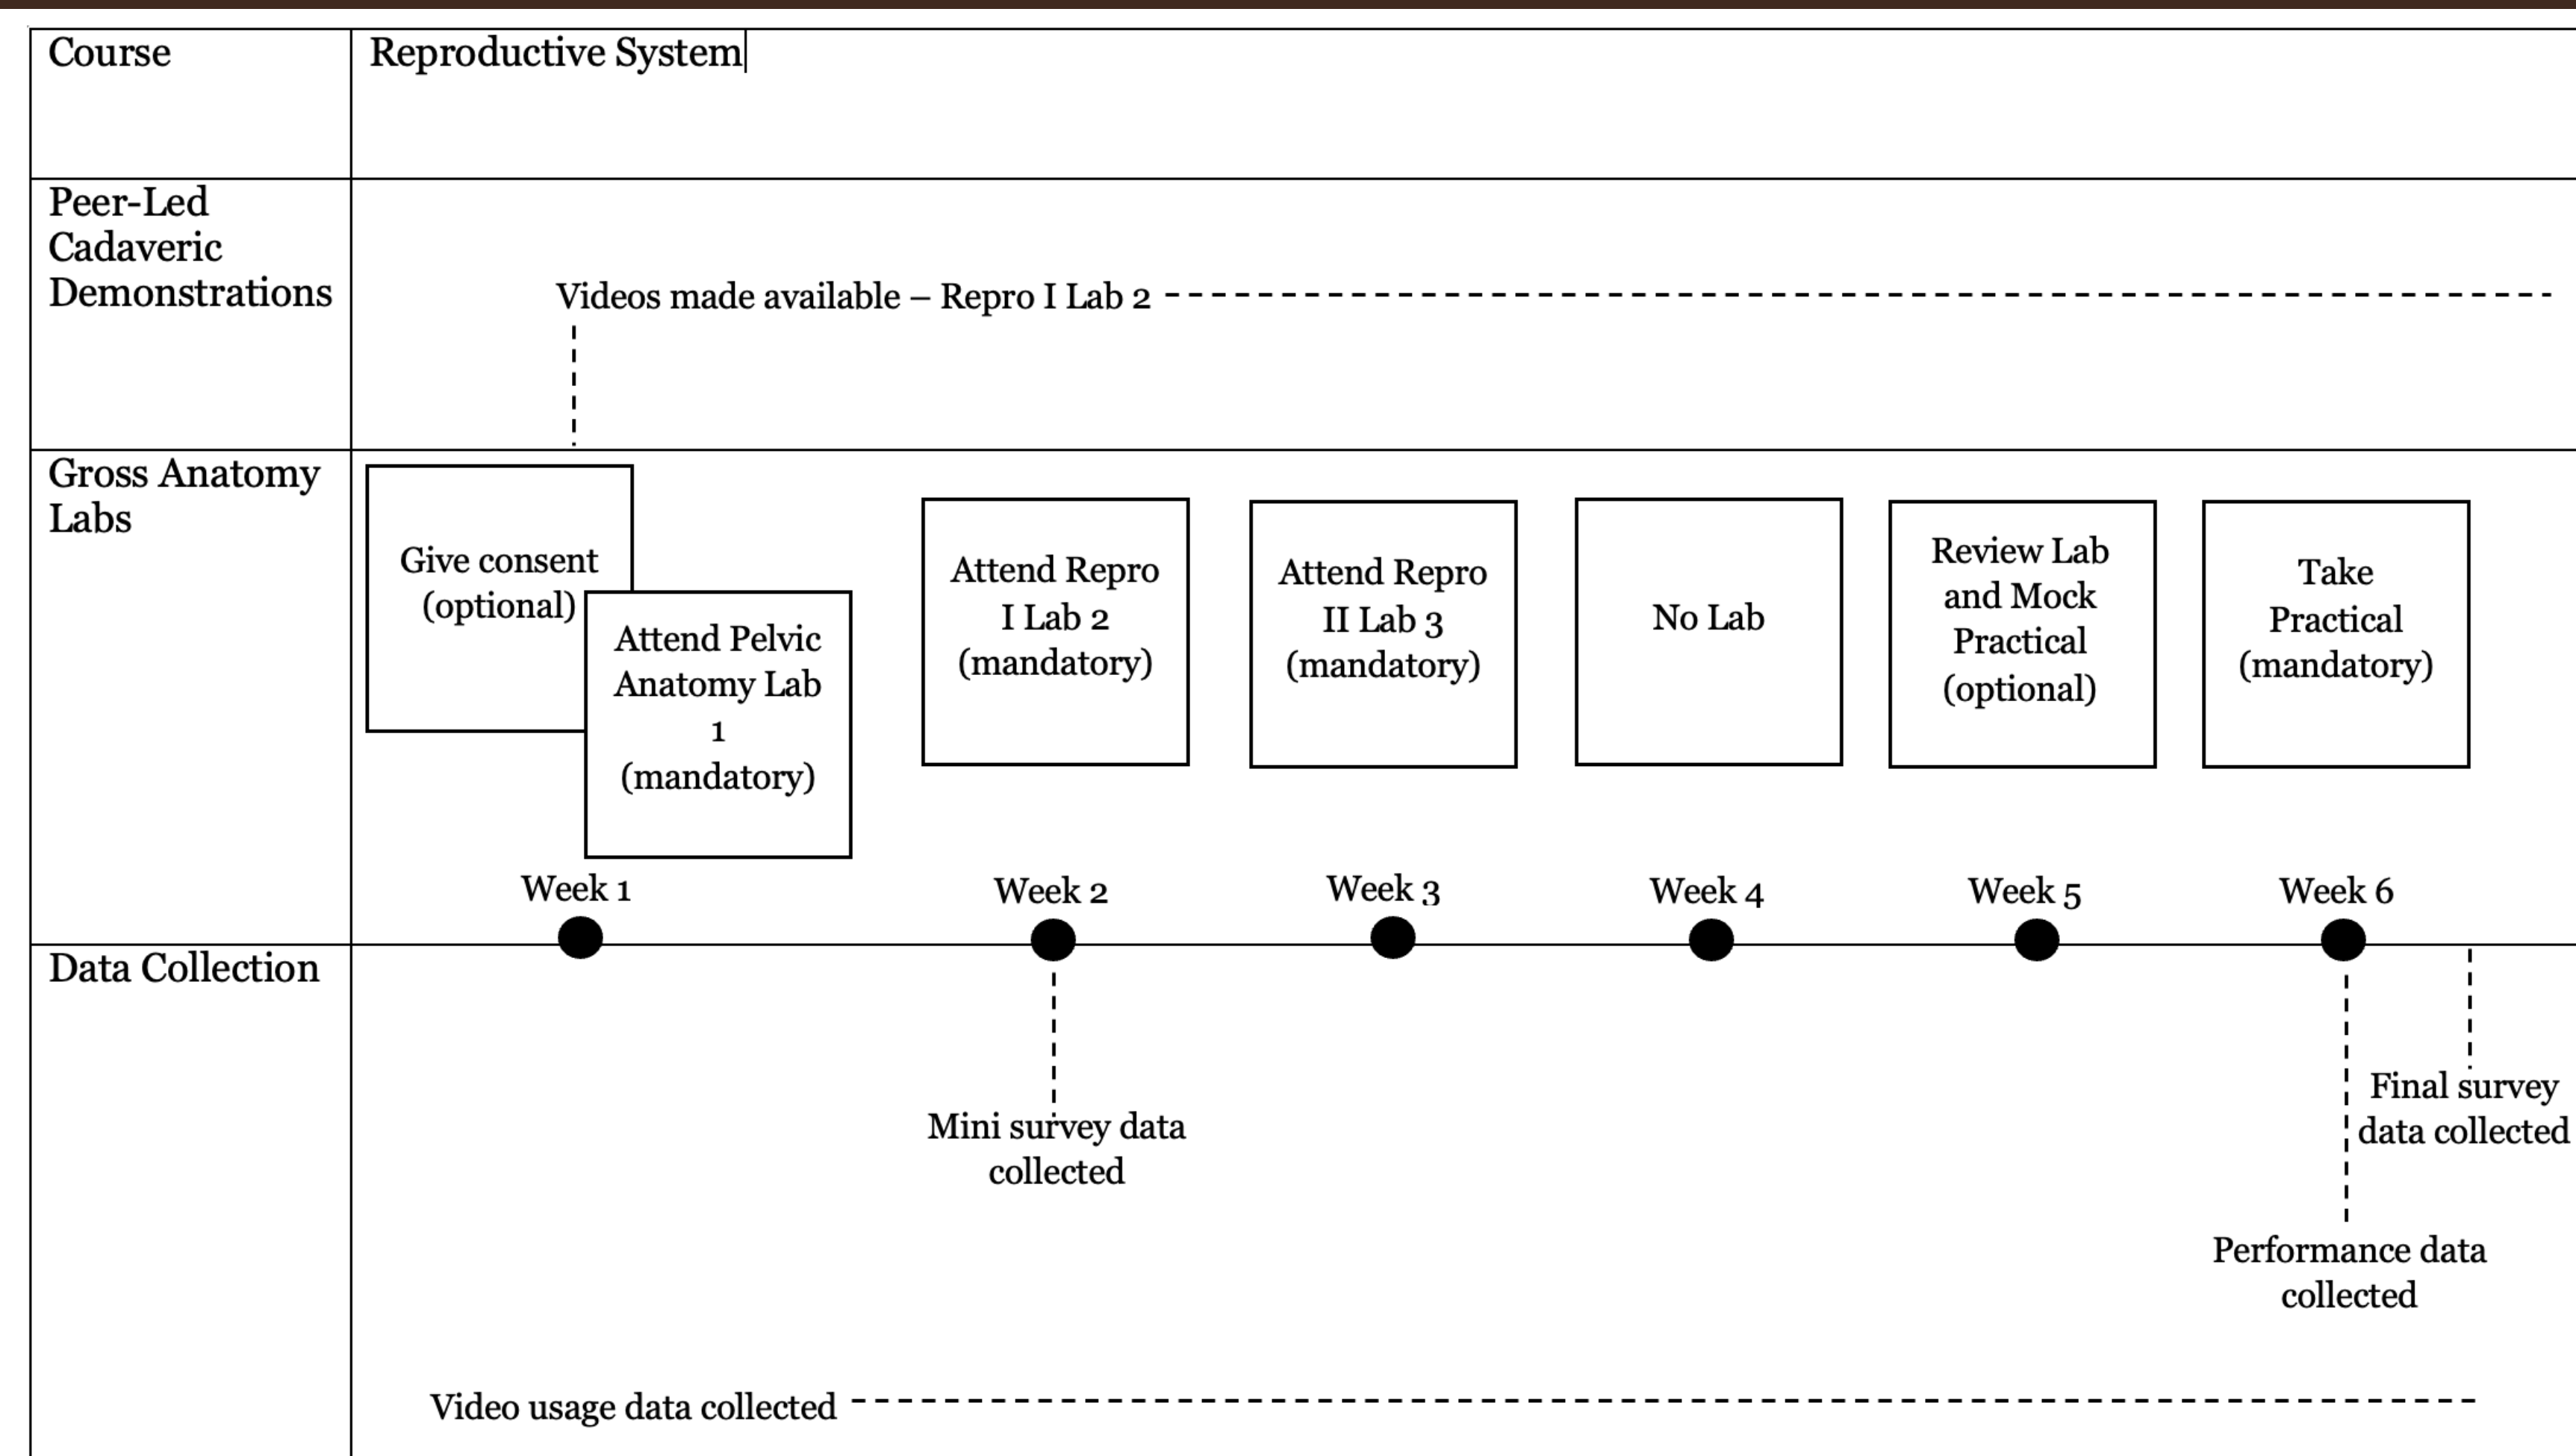 Course
Reproductive System
Peer-Led
Cadaveric
Demonstrations
Videos made available – Repro I Lab 2
Gross Anatomy
Labs
Give consent
(optional)
Attend Pelvic
Anatomy Lab
1
(mandatory)
Attend Repro
I Lab 2
(mandatory)
Attend Repro
II Lab 3
(mandatory)
No Lab
Review Lab
and Mock
Practical
(optional)
Take
Practical
(mandatory)
Week 1
Week 2
Week 3
Week 4
Week 5
Week 6
Data Collection
Mini survey data
collected
Final survey
data collected
Performance data
collected
Video usage data collected